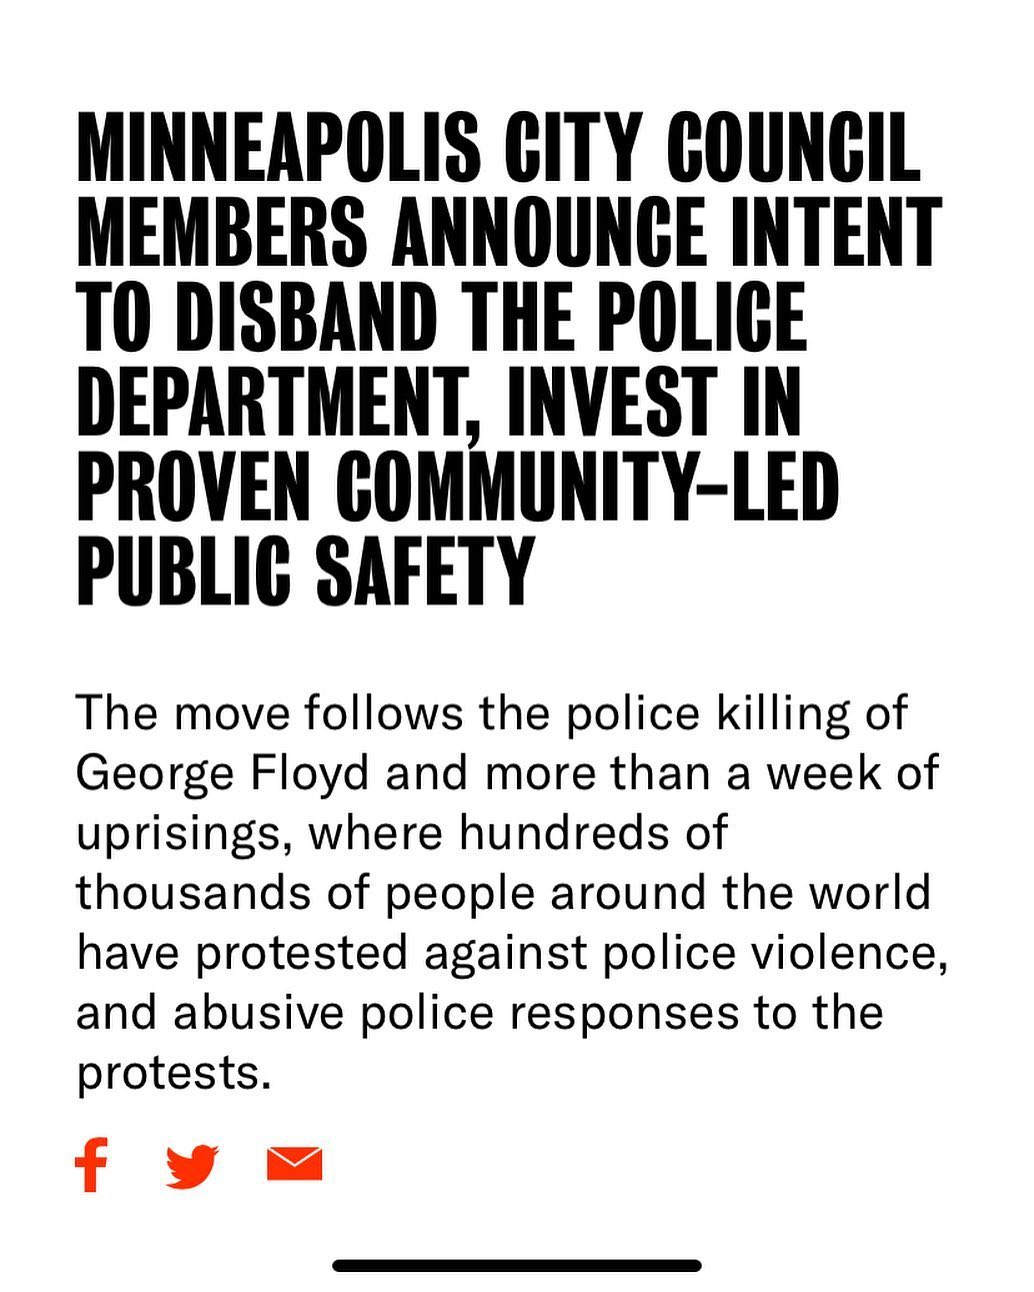 MINNEAPOLIS CITY COUNCIL
MEMBERS ANNOUNCE INTENT
TO DISBAND THE POLICE
DEPARTMENT, INVEST IN
PROVEN COMMUNITY–LED
PUBLIC SAFETY
The move follows the police killing of
George Floyd and more than a week of
uprisings, where hundreds of
thousands of people around the world
have protested against police violence,
and abusive police responses to the
protests.